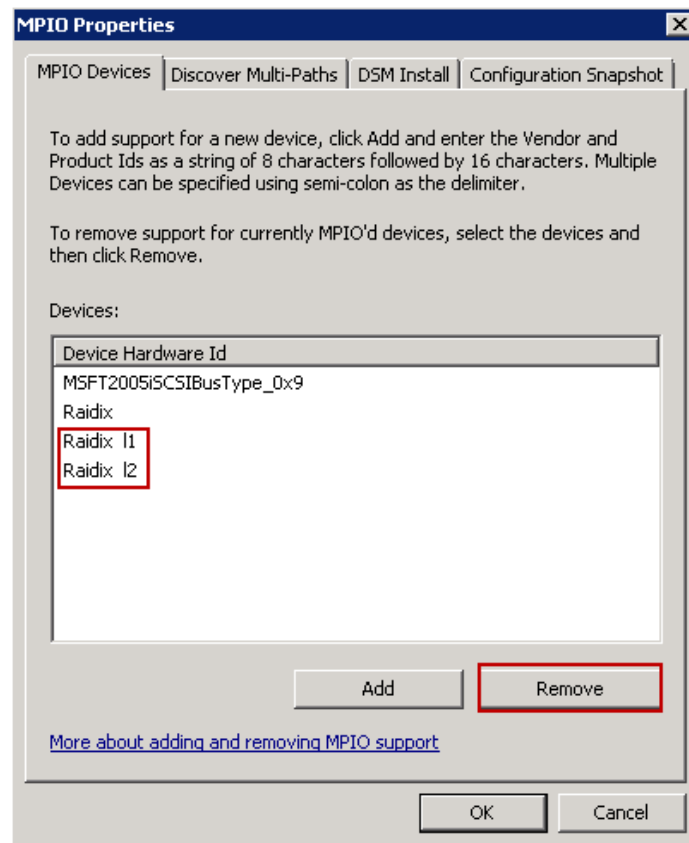 MPIO Properties
MPIO Devices
Discover Multi-Paths
DSM Install
Configuration Snapshot
To add support for a new device, click Add and enter the Vendor and
Product Ids as a string of 8 characters followed by 16 characters. Multiple
Devices can be specified using semi-colon as the delimiter.
To remove support for currently MPIO'd devices, select the devices and
then click Remove.
Devices:
Device Hardware Id
MSFT2005iSCSIBusType_0x9
Raidix
Raidix l1
Raidix l2
Add
Remove
More about adding and removing MPIO support
OK
Cancel